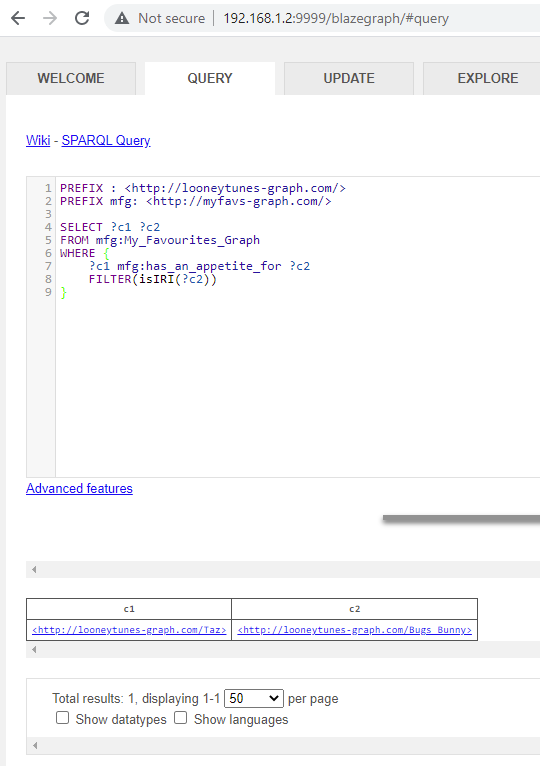 Not secure | 192.168.1.2:9999/blazegraph/#query
WELCOME QUERY UPDATE EXPLORE
Wiki - SPARQL Query
1 PREFIX : <http://looneytunes-graph.com/>
2 PREFIX mfg: <http://myfavs-graph.com/>
3
4 SELECT ?c1 ?c2
5 FROM mfg:My_Favourites_Graph
6 WHERE {
7 ?c1 mfg:has_an_appetite_for ?c2
8 FILTER(isIRI(?c2))
9 }
Advanced features
c1 c2
<http://looneytunes-graph.com/Taz> <http://looneytunes-graph.com/Bugs_Bunny>
Total results: 1, displaying 1-1 50 per page
Show datatypes Show languages